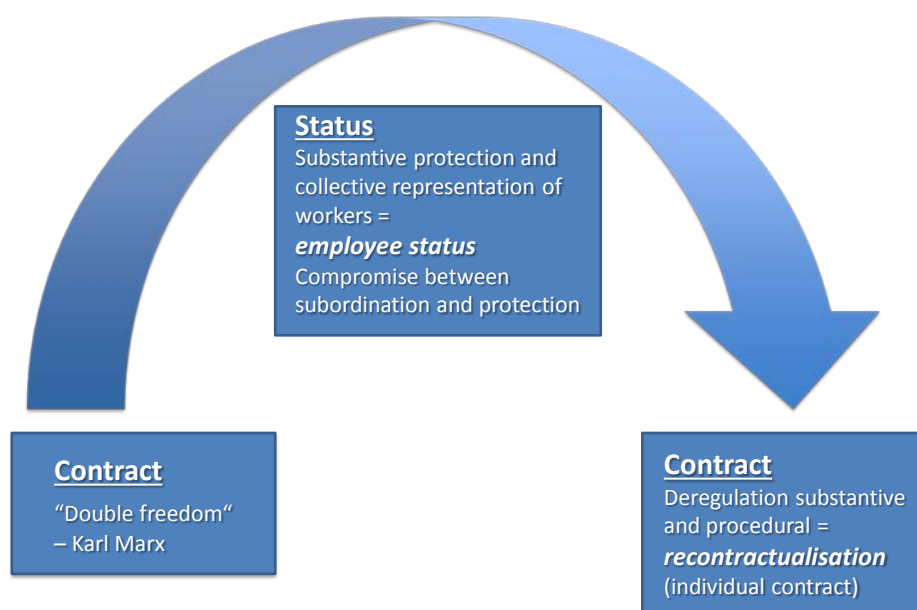 Status
Substantive protection and
collective representation of
workers =
employee status
Compromise between
subordination and protection
Contract
“Double freedom“
– Karl Marx
Contract
Deregulation substantive
and procedural =
recontractualisation
(individual contract)